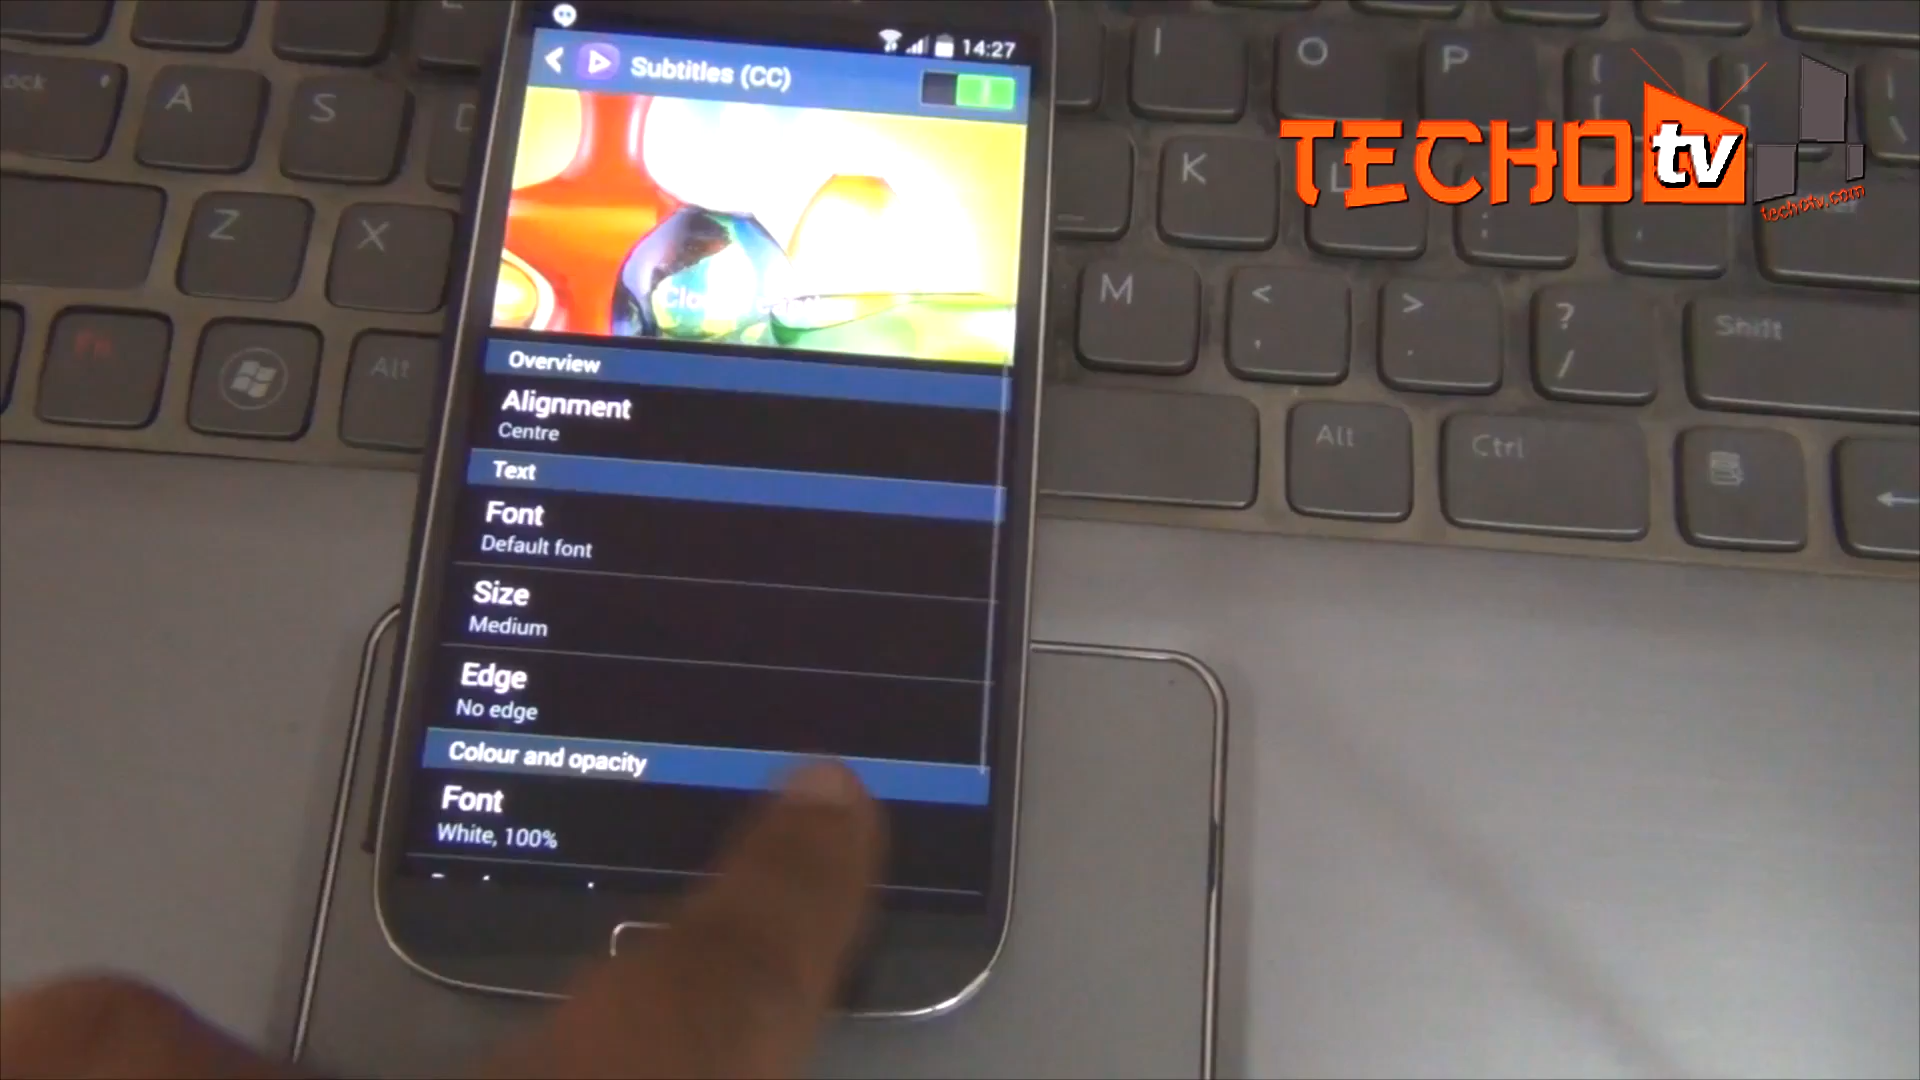 14:27
Subtitles (CC)
Overview
Alignment
Centre
Text
Font
Default font
Size
Medium
Edge
No edge
Colour and opacity
Font
White, 100%
TECHO tv
techotv.com
A
S
Z
X
Fn
Alt
I
O
P
K
L
M
<
,
>
.
?
/
Shift
Alt
Ctrl